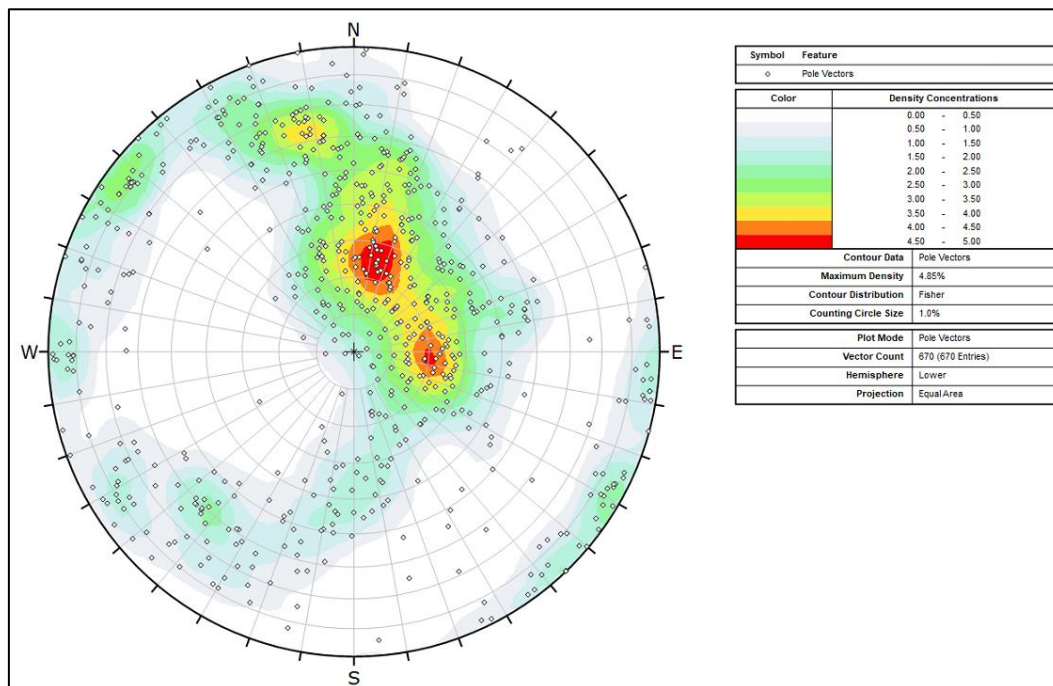 N
W
E
S
Symbol Feature
Pole Vectors
Color Density Concentrations
0.00 - 0.50
0.50 - 1.00
1.00 - 1.50
1.50 - 2.00
2.00 - 2.50
2.50 - 3.00
3.00 - 3.50
3.50 - 4.00
4.00 - 4.50
4.50 - 5.00
Contour Data Pole Vectors
Maximum Density 4.85%
Contour Distribution Fisher
Counting Circle Size 1.0%
Plot Mode Pole Vectors
Vector Count 670 (670 Entries)
Hemisphere Lower
Projection Equal Area